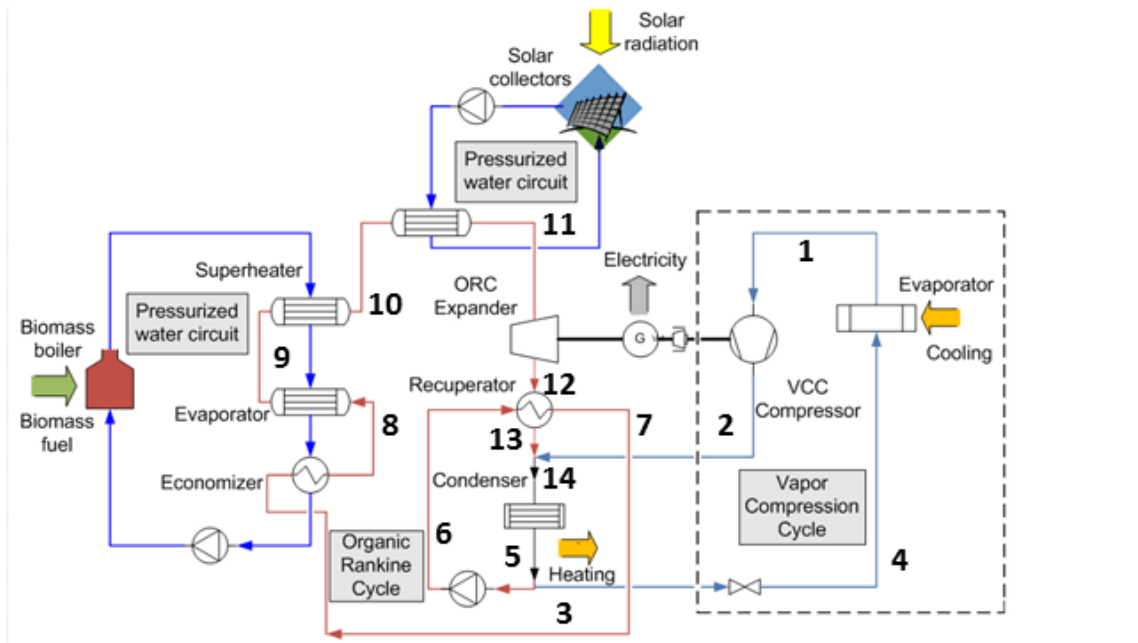 Solar
radiation
Solar
collectors
Pressurized
water circuit
11
1
Superheater
Electricity
ORC
Expander
Evaporator
10
Pressurized
water circuit
G
Biomass
boiler
9
Cooling
Recuperator
12
VCC
Compressor
Biomass
fuel
Evaporator
8
13
7
2
Economizer
Condenser
14
Vapor
Compression
Cycle
6
Organic
Rankine
Cycle
5
Heating
4
3